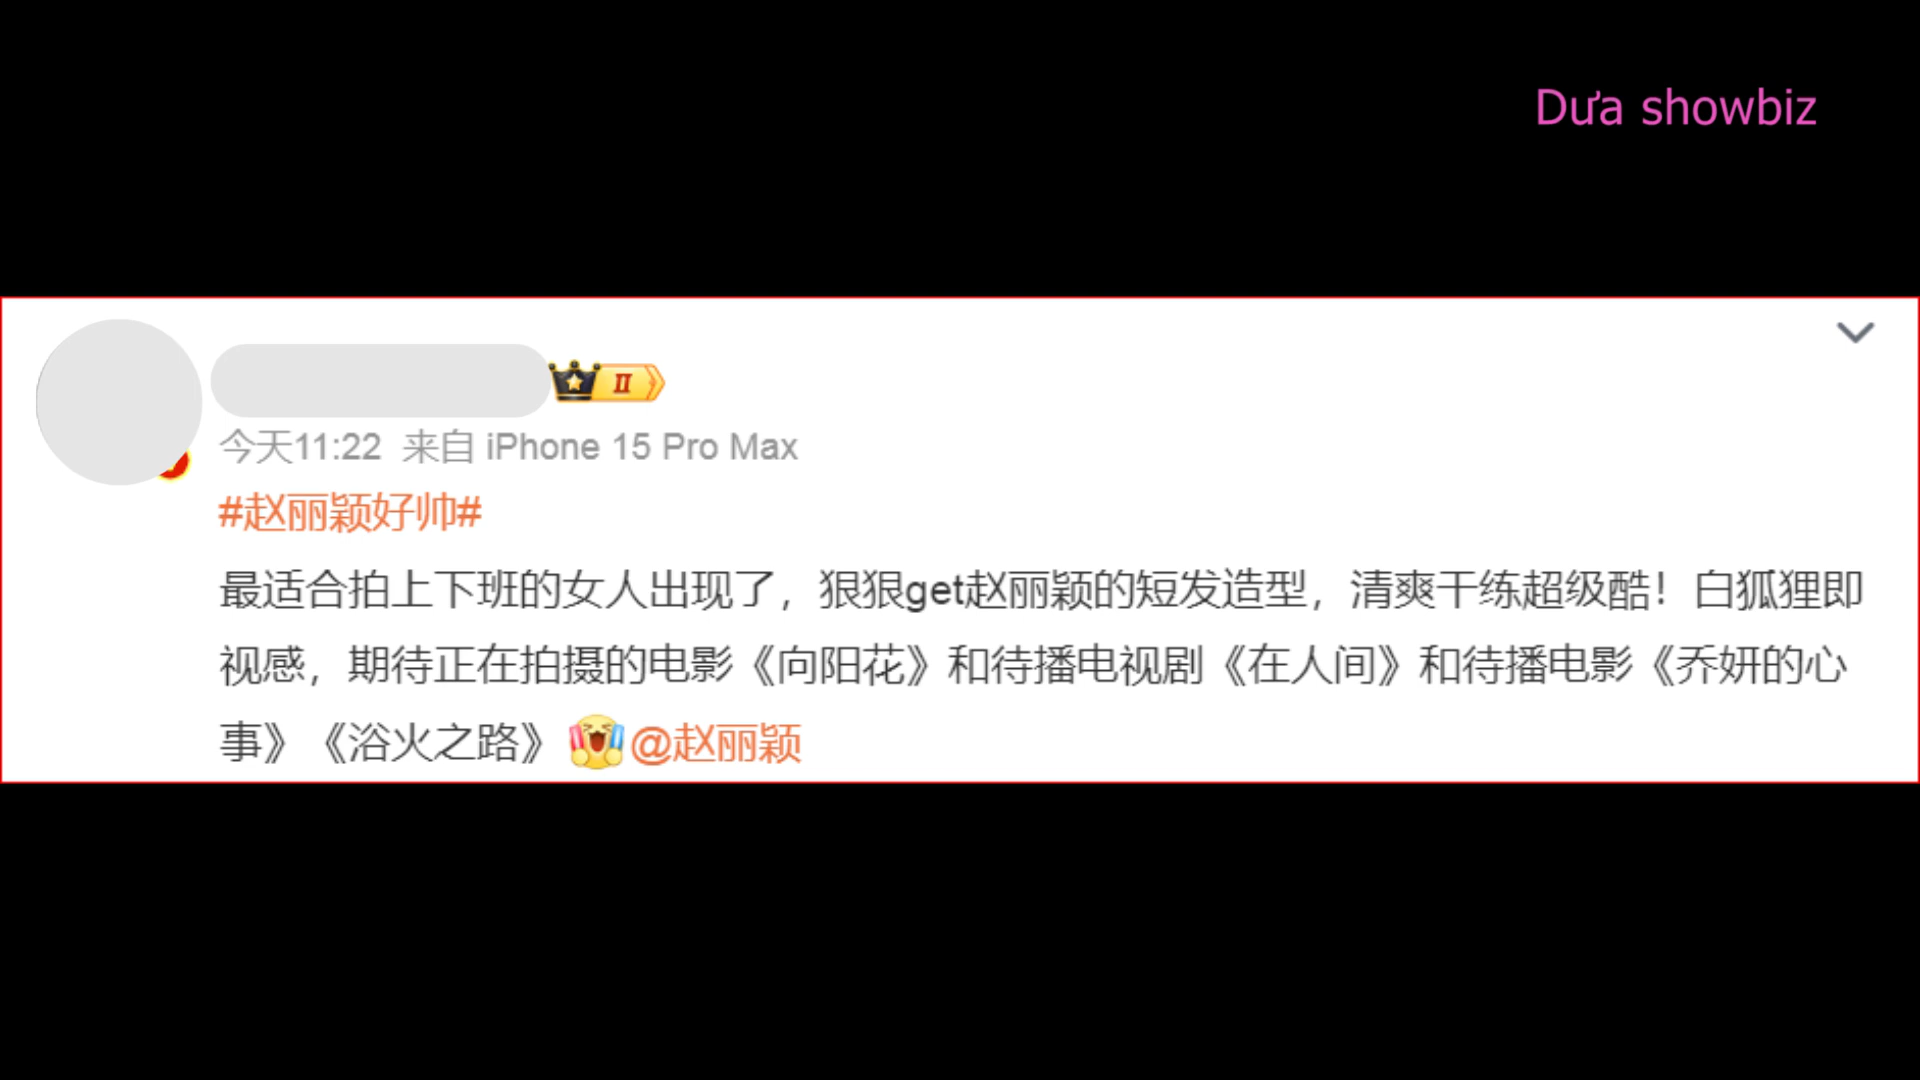 Dưa showbiz
II
今天11:22 来自 iPhone 15 Pro Max
#赵丽颖好帅#
最适合拍上下班的女人出现了，狠狠get赵丽颖的短发造型，清爽干练超级酷！白狐狸即
视感，期待正在拍摄的电影《向阳花》和待播电视剧《在人间》和待播电影《乔妍的心
事》《浴火之路》@赵丽颖